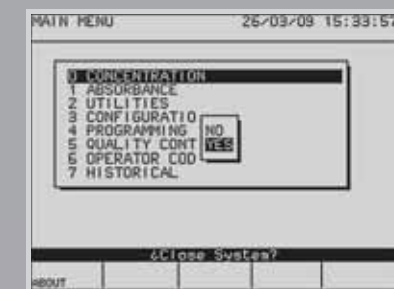 MAIN MENU 26/03/09 15:33:57
0 CONCENTRATION
1 ABSORBANCE
2 UTILITIES
3 CONFIGURATIO
4 PROGRAMMING
NO
5 QUALITY CONT
YES
6 OPERATOR COD
7 HISTORICAL
¿Close System?
ABOUT